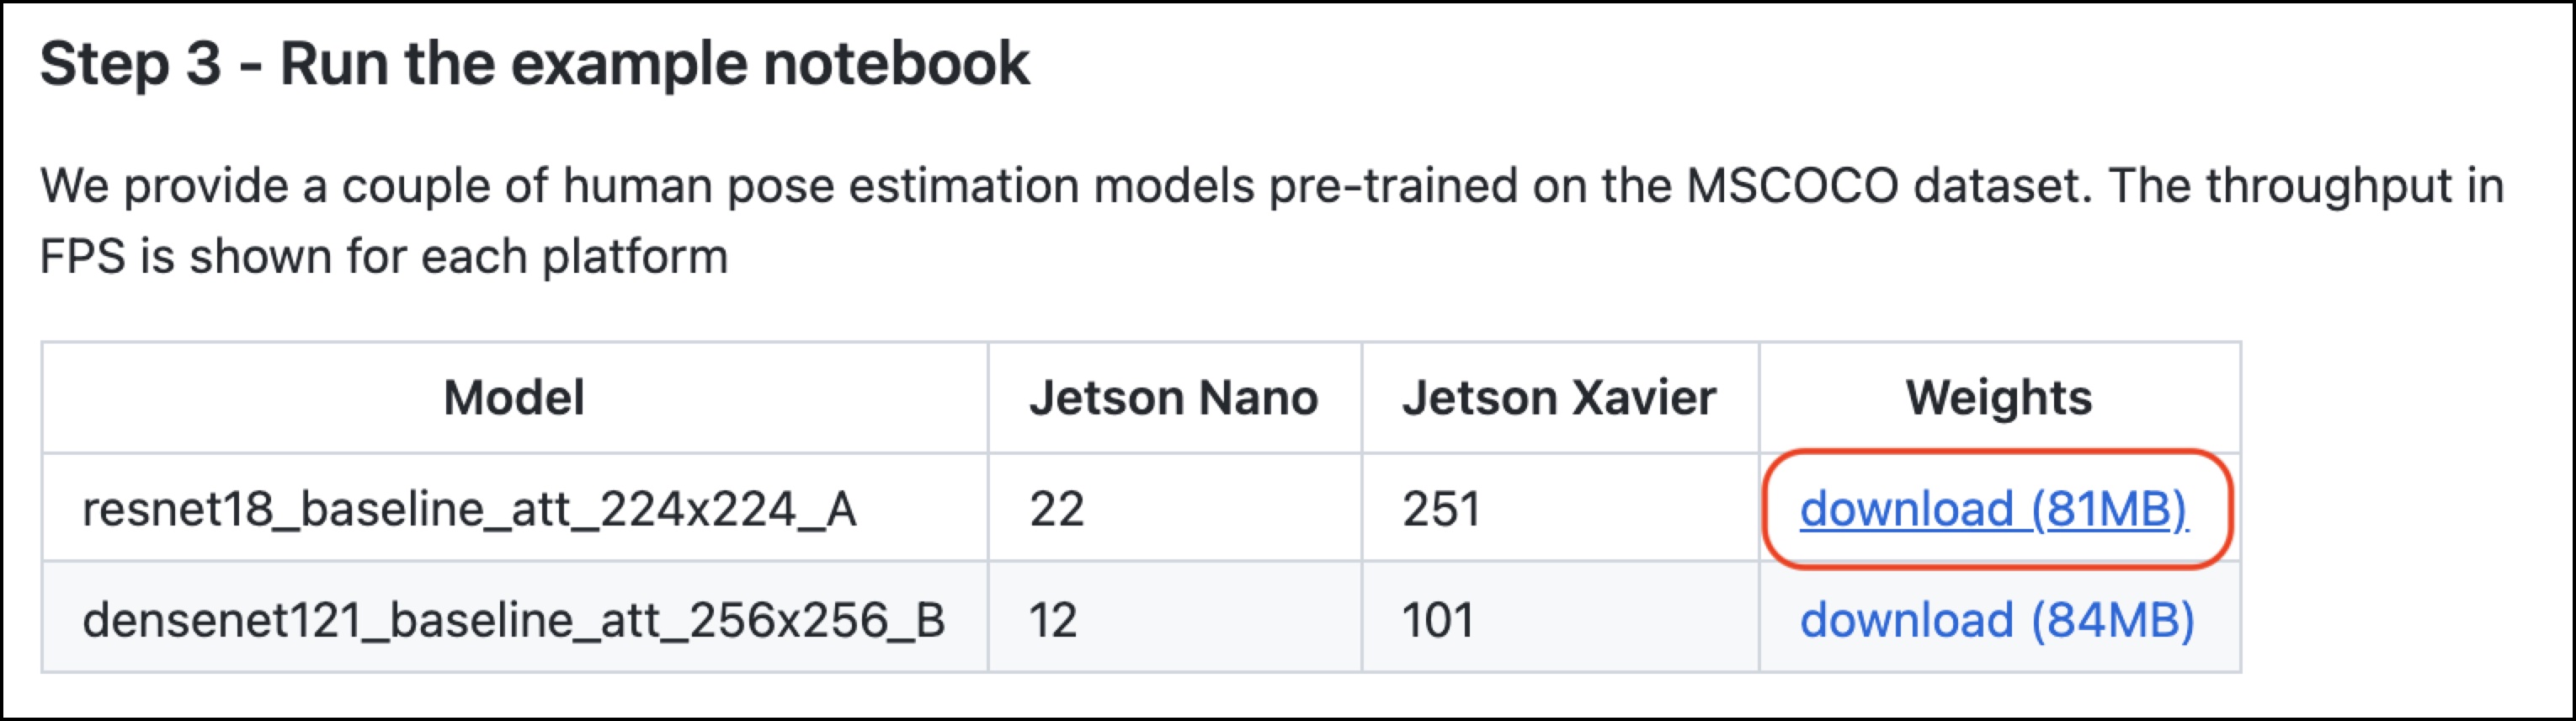 Step 3 - Run the example notebook
We provide a couple of human pose estimation models pre-trained on the MSCOCO dataset. The throughput in
FPS is shown for each platform
Model Jetson Nano Jetson Xavier Weights
resnet18_baseline_att_224x224_A 22 251 download (81MB)
densenet121_baseline_att_256x256_B 12 101 download (84MB)